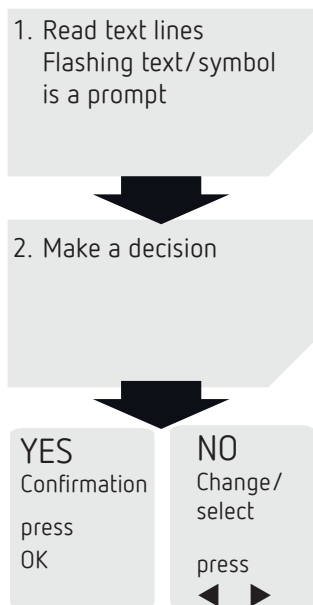 1. Read text lines
Flashing text/symbol
is a prompt
2. Make a decision
YES
Confirmation
press
OK
NO
Change/
select
press
◀ ▶